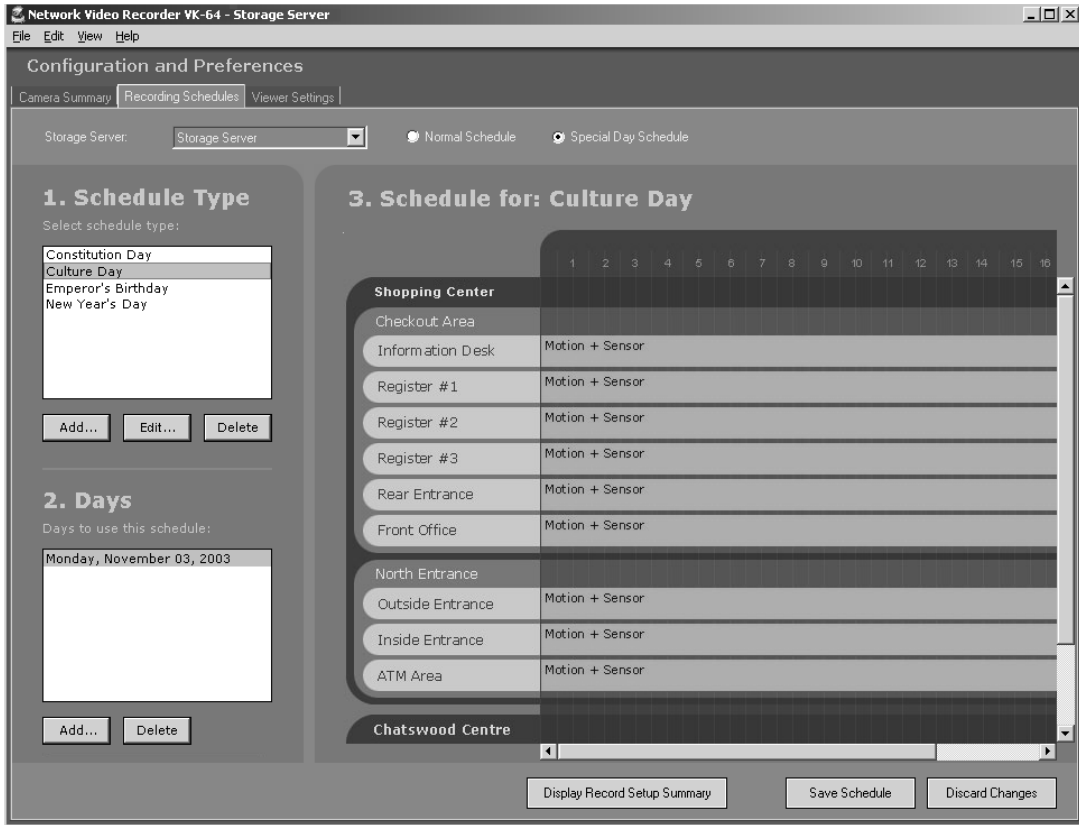 Network Video Recorder VK-64 - Storage Server
File Edit View Help
Configuration and Preferences
Camera Summary Recording Schedules Viewer Settings
Storage Server: Storage Server Normal Schedule Special Day Schedule
1. Schedule Type
Select schedule type:
Constitution Day
Culture Day
Emperor's Birthday
New Year's Day
Add... Edit... Delete
2. Days
Days to use this schedule:
Monday, November 03, 2003
Add... Delete
3. Schedule for: Culture Day
1 2 3 4 5 6 7 8 9 10 11 12 13 14 15 16
Shopping Center
Checkout Area
Information Desk Motion + Sensor
Register #1 Motion + Sensor
Register #2 Motion + Sensor
Register #3 Motion + Sensor
Rear Entrance Motion + Sensor
Front Office Motion + Sensor
North Entrance
Outside Entrance Motion + Sensor
Inside Entrance Motion + Sensor
ATM Area Motion + Sensor
Chatswood Centre
Display Record Setup Summary Save Schedule Discard Changes